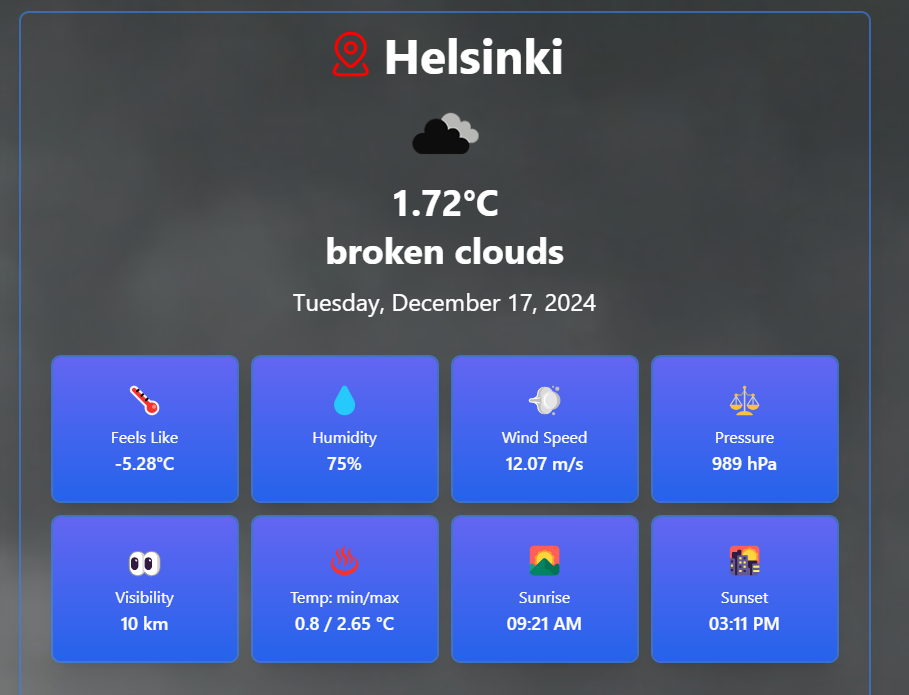 Helsinki
1.72°C
broken clouds
Tuesday, December 17, 2024
Feels Like
-5.28°C
Humidity
75%
Wind Speed
12.07 m/s
Pressure
989 hPa
Visibility
10 km
Temp: min/max
0.8 / 2.65 °C
Sunrise
09:21 AM
Sunset
03:11 PM